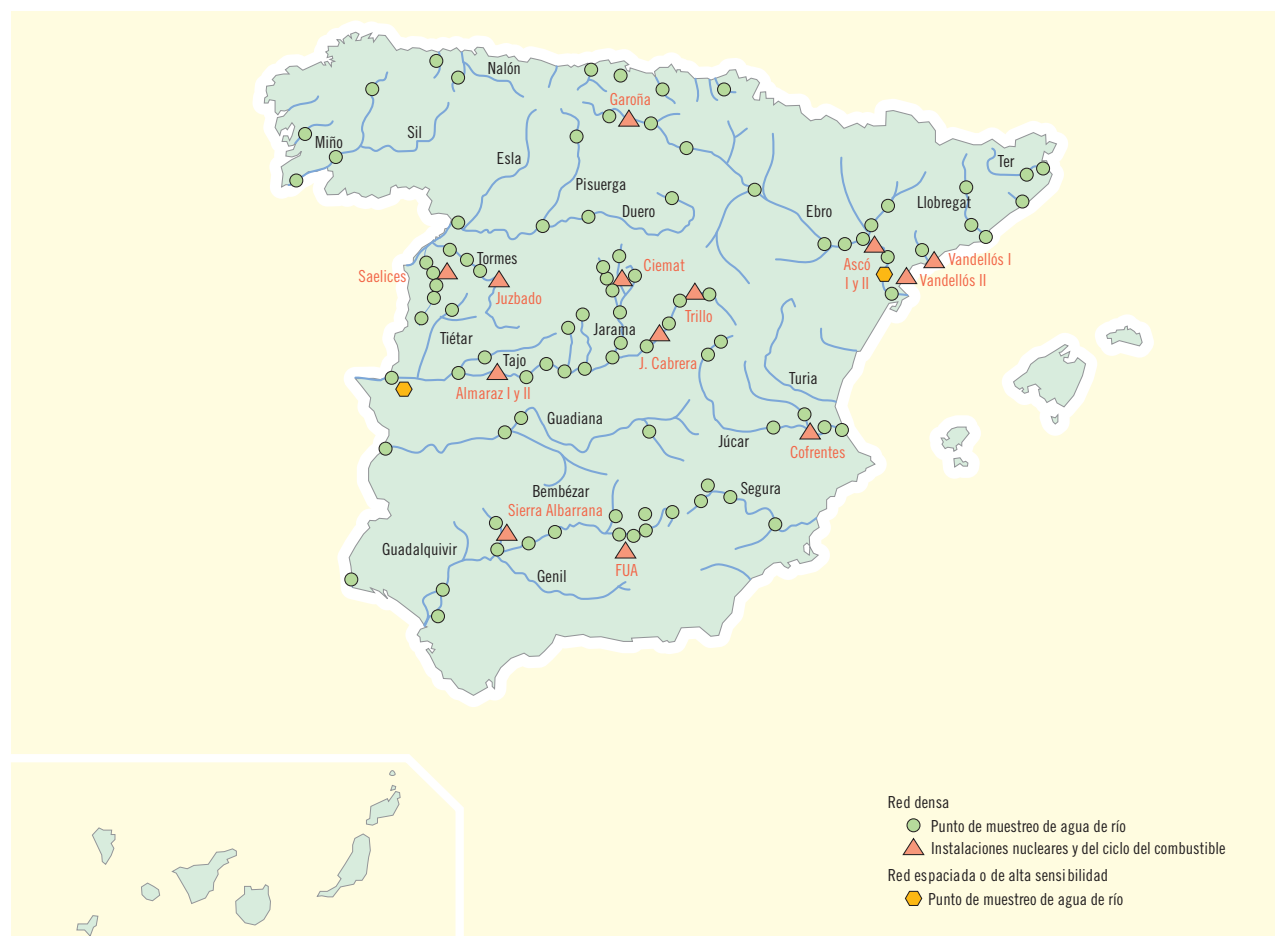 Nalón
Garoña
Sil
Miño
Esla
Ter
Pisuerga
Llobregat
Duero
Ebro
Tormes
Saelices
Ciemat
Vandellós I
Ascó
I y II
Vandellós II
Juzbado
Trillo
Jarama
Tiétar
Tajo
J. Cabrera
Turia
Almaraz I y II
Guadiana
Júcar
Cofrentes
Bembézar
Segura
Sierra Albarrana
Guadalquivir
FUA
Genil
Red densa
Punto de muestreo de agua de río
Instalaciones nucleares y del ciclo del combustible
Red espaciada o de alta sensibilidad
Punto de muestreo de agua de río